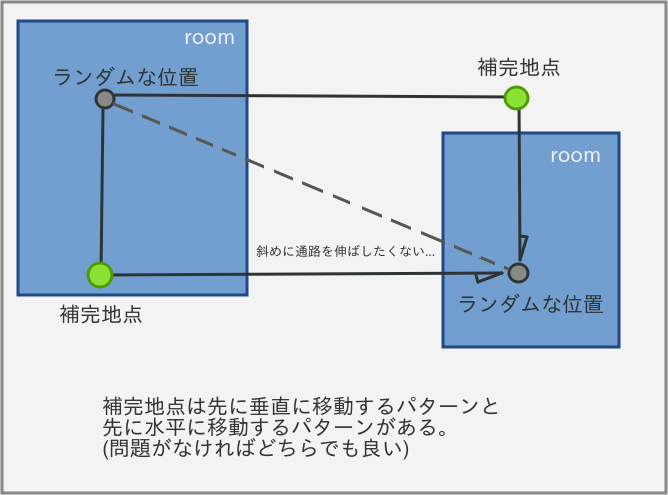 room
ランダムな位置
補完地点
room
斜めに通路を伸ばしたくない...
ランダムな位置
補完地点
補完地点は先に垂直に移動するパターンと
先に水平に移動するパターンがある。
(問題がなければどちらでも良い)